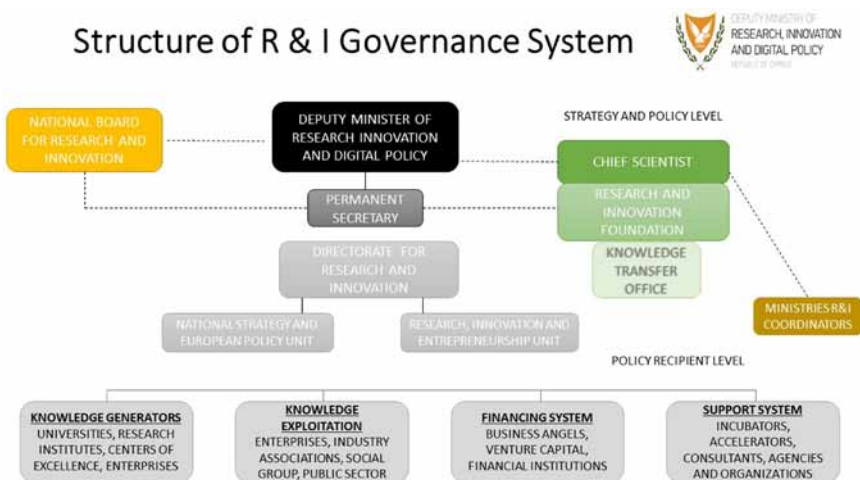 Structure of R & I Governance System
DEPUTY MINISTRY OF
RESEARCH, INNOVATION
AND DIGITAL POLICY
REPUBLIC OF CYPRUS
NATIONAL BOARD
FOR RESEARCH AND
INNOVATION
DEPUTY MINISTER OF
RESEARCH INNOVATION
AND DIGITAL POLICY
STRATEGY AND POLICY LEVEL
CHIEF SCIENTIST
PERMANENT
SECRETARY
RESEARCH AND
INNOVATION
FOUNDATION
DIRECTORATE FOR
RESEARCH AND
INNOVATION
KNOWLEDGE
TRANSFER
OFFICE
MINISTRIES R&I
COORDINATORS
NATIONAL STRATEGY AND
EUROPEAN POLICY UNIT
RESEARCH, INNOVATION AND
ENTREPRENEURSHIP UNIT
POLICY RECIPIENT LEVEL
KNOWLEDGE GENERATORS
UNIVERSITIES, RESEARCH
INSTITUTES, CENTERS OF
EXCELLENCE, ENTERPRISES
KNOWLEDGE
EXPLOITATION
ENTERPRISES, INDUSTRY
ASSOCIATIONS, SOCIAL
GROUP, PUBLIC SECTOR
FINANCING SYSTEM
BUSINESS ANGELS,
VENTURE CAPITAL,
FINANCIAL INSTITUTIONS
SUPPORT SYSTEM
INCUBATORS,
ACCELERATORS,
CONSULTANTS, AGENCIES
AND ORGANIZATIONS